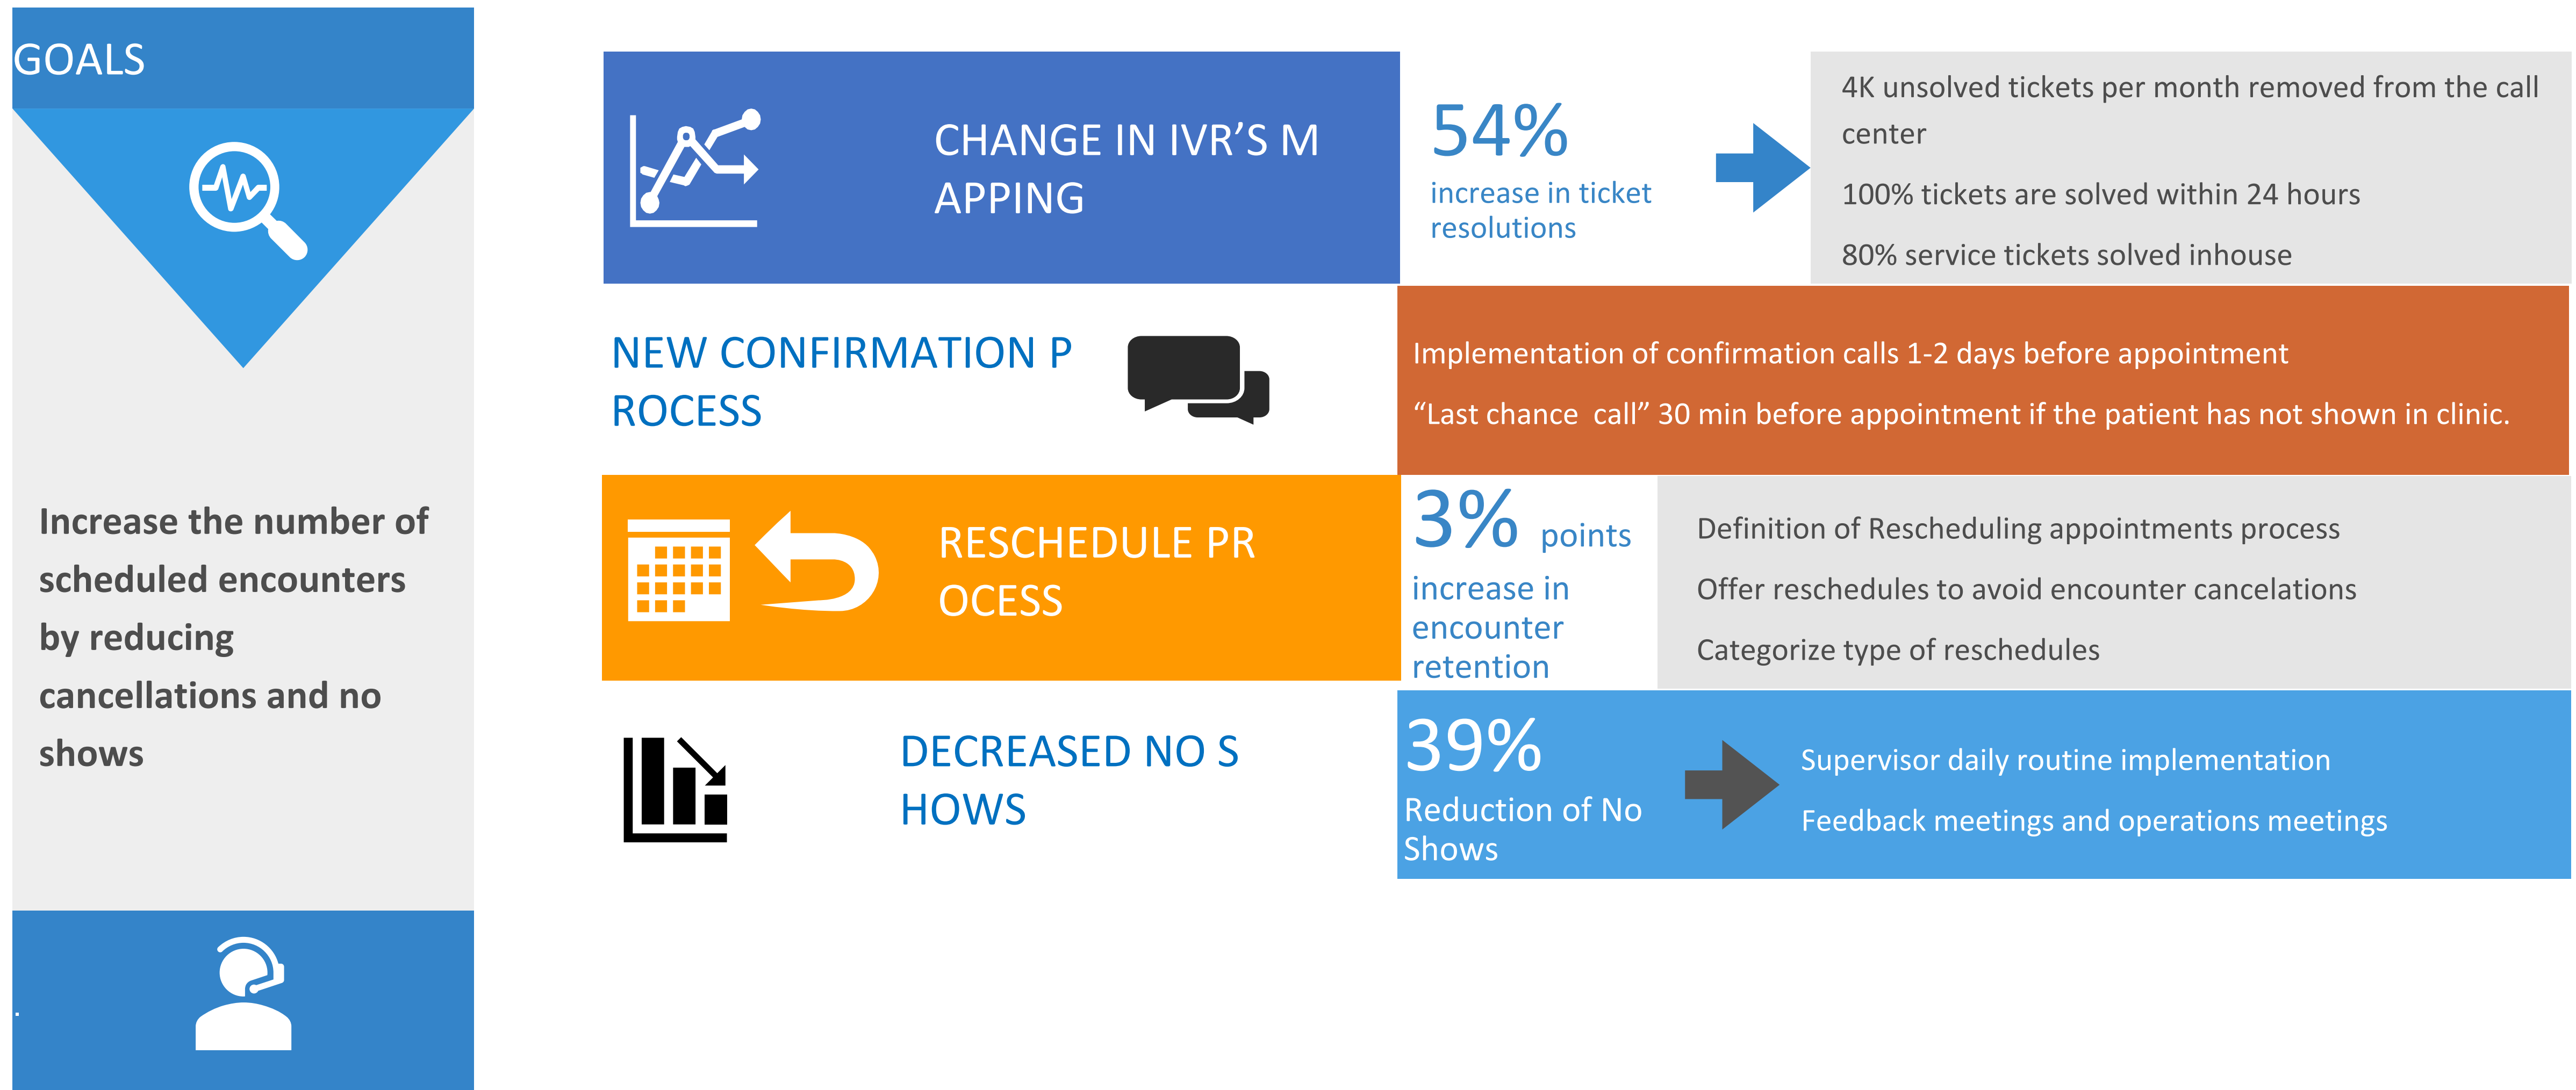 GOALS
Increase the number of
scheduled encounters
by reducing
cancellations and no
shows
.
CHANGE IN IVR’S M
APPING
54%
increase in ticket
resolutions
4K unsolved tickets per month removed from the call
center
100% tickets are solved within 24 hours
80% service tickets solved inhouse
NEW CONFIRMATION P
ROCESS
Implementation of confirmation calls 1-2 days before appointment
“Last chance  call” 30 min before appointment if the patient has not shown in clinic.
RESCHEDULE PR
OCESS
3% points
increase in
encounter
retention
Definition of Rescheduling appointments process
Offer reschedules to avoid encounter cancelations
Categorize type of reschedules
DECREASED NO S
HOWS
39%
Reduction of No
Shows
Supervisor daily routine implementation
Feedback meetings and operations meetings